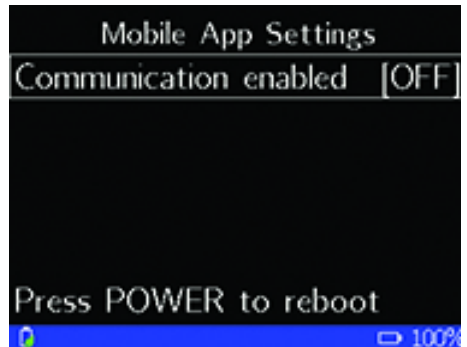 Mobile App Settings
Communication enabled [OFF]
Press POWER to reboot
100%